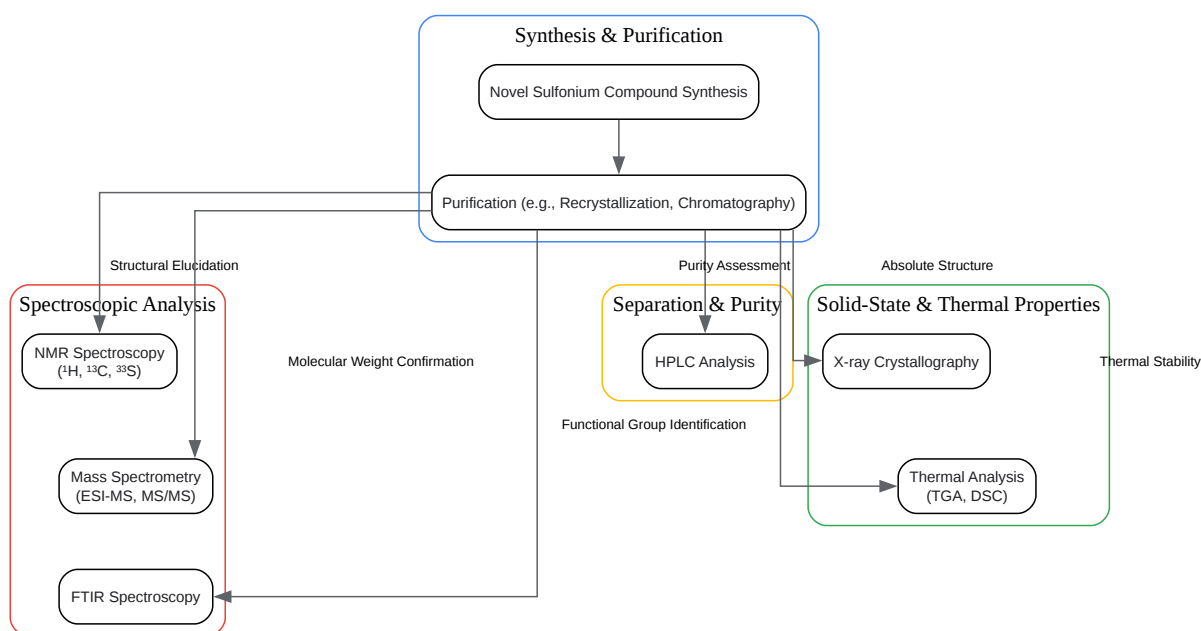 Synthesis & Purification
Novel Sulfonium Compound Synthesis
Purification (e.g., Recrystallization, Chromatography)
Structural Elucidation
Purity Assessment
Absolute Structure
Spectroscopic Analysis
Separation & Purity
Solid-State & Thermal Properties
NMR Spectroscopy
(¹H, ¹³C, ³³S)
Molecular Weight Confirmation
HPLC Analysis
X-ray Crystallography
Thermal Stability
Functional Group Identification
Mass Spectrometry
(ESI-MS, MS/MS)
Thermal Analysis
(TGA, DSC)
FTIR Spectroscopy